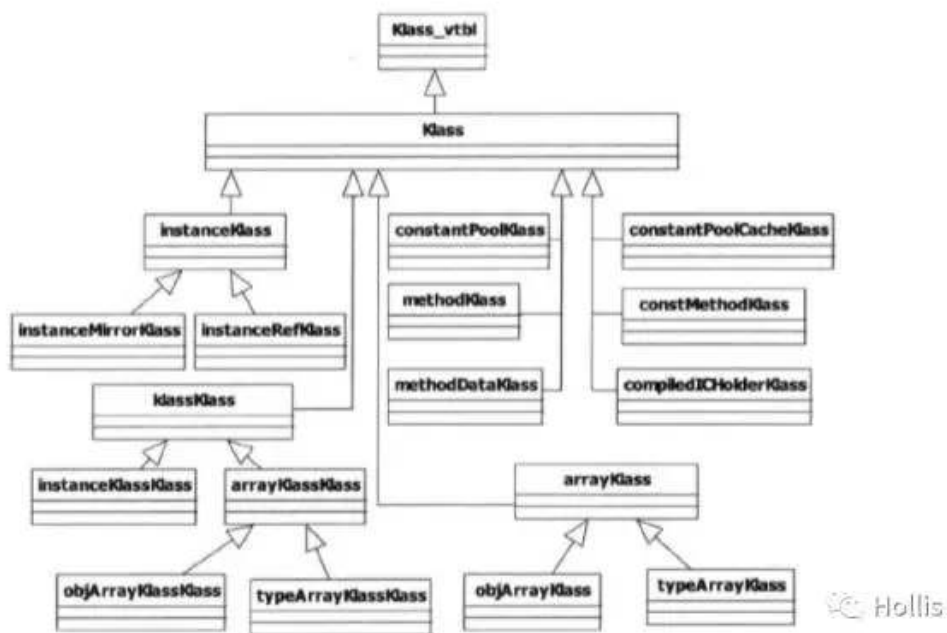 Klass_vtbl
Klass
instanceKlass
constantPoolKlass
constantPoolCacheKlass
methodKlass
constMethodKlass
instanceMirrorKlass
instanceRefKlass
methodDataKlass
compiledICHolderKlass
klassKlass
instanceKlassKlass
arrayKlassKlass
arrayKlass
objArrayKlassKlass
typeArrayKlassKlass
objArrayKlass
typeArrayKlass
Hollis